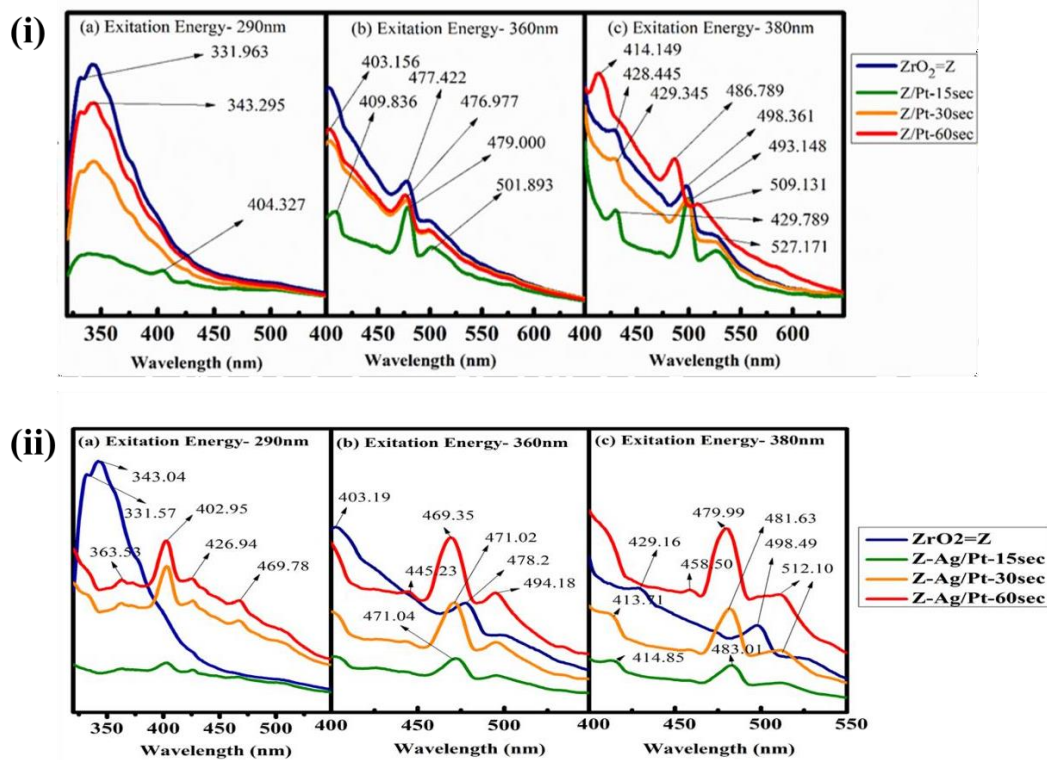 (i)
(a) Exitation Energy- 290nm
331.963
343.295
404.327
350 400 450 500
Wavelength (nm)
(b) Exitation Energy- 360nm
403.156
409.836
477.422
476.977
479.000
501.893
400 450 500 550 600
Wavelength (nm)
(c) Exitation Energy- 380nm
414.149
428.445
429.345
486.789
498.361
493.148
509.131
429.789
527.171
400 450 500 550 600
Wavelength (nm)
ZrO₂=Z
Z/Pt-15sec
Z/Pt-30sec
Z/Pt-60sec
(ii)
(a) Exitation Energy- 290nm
343.04
331.57
402.95
363.53
426.94
469.78
350 400 450 500
Wavelength (nm)
(b) Exitation Energy- 360nm
403.19
469.35
471.02
445.23
478.2
494.18
471.04
400 450 500
Wavelength (nm)
(c) Exitation Energy- 380nm
479.99
481.63
429.16
498.49
458.50
512.10
413.71
414.85
483.01
400 450 500 550
Wavelength (nm)
ZrO2=Z
Z-Ag/Pt-15sec
Z-Ag/Pt-30sec
Z-Ag/Pt-60sec